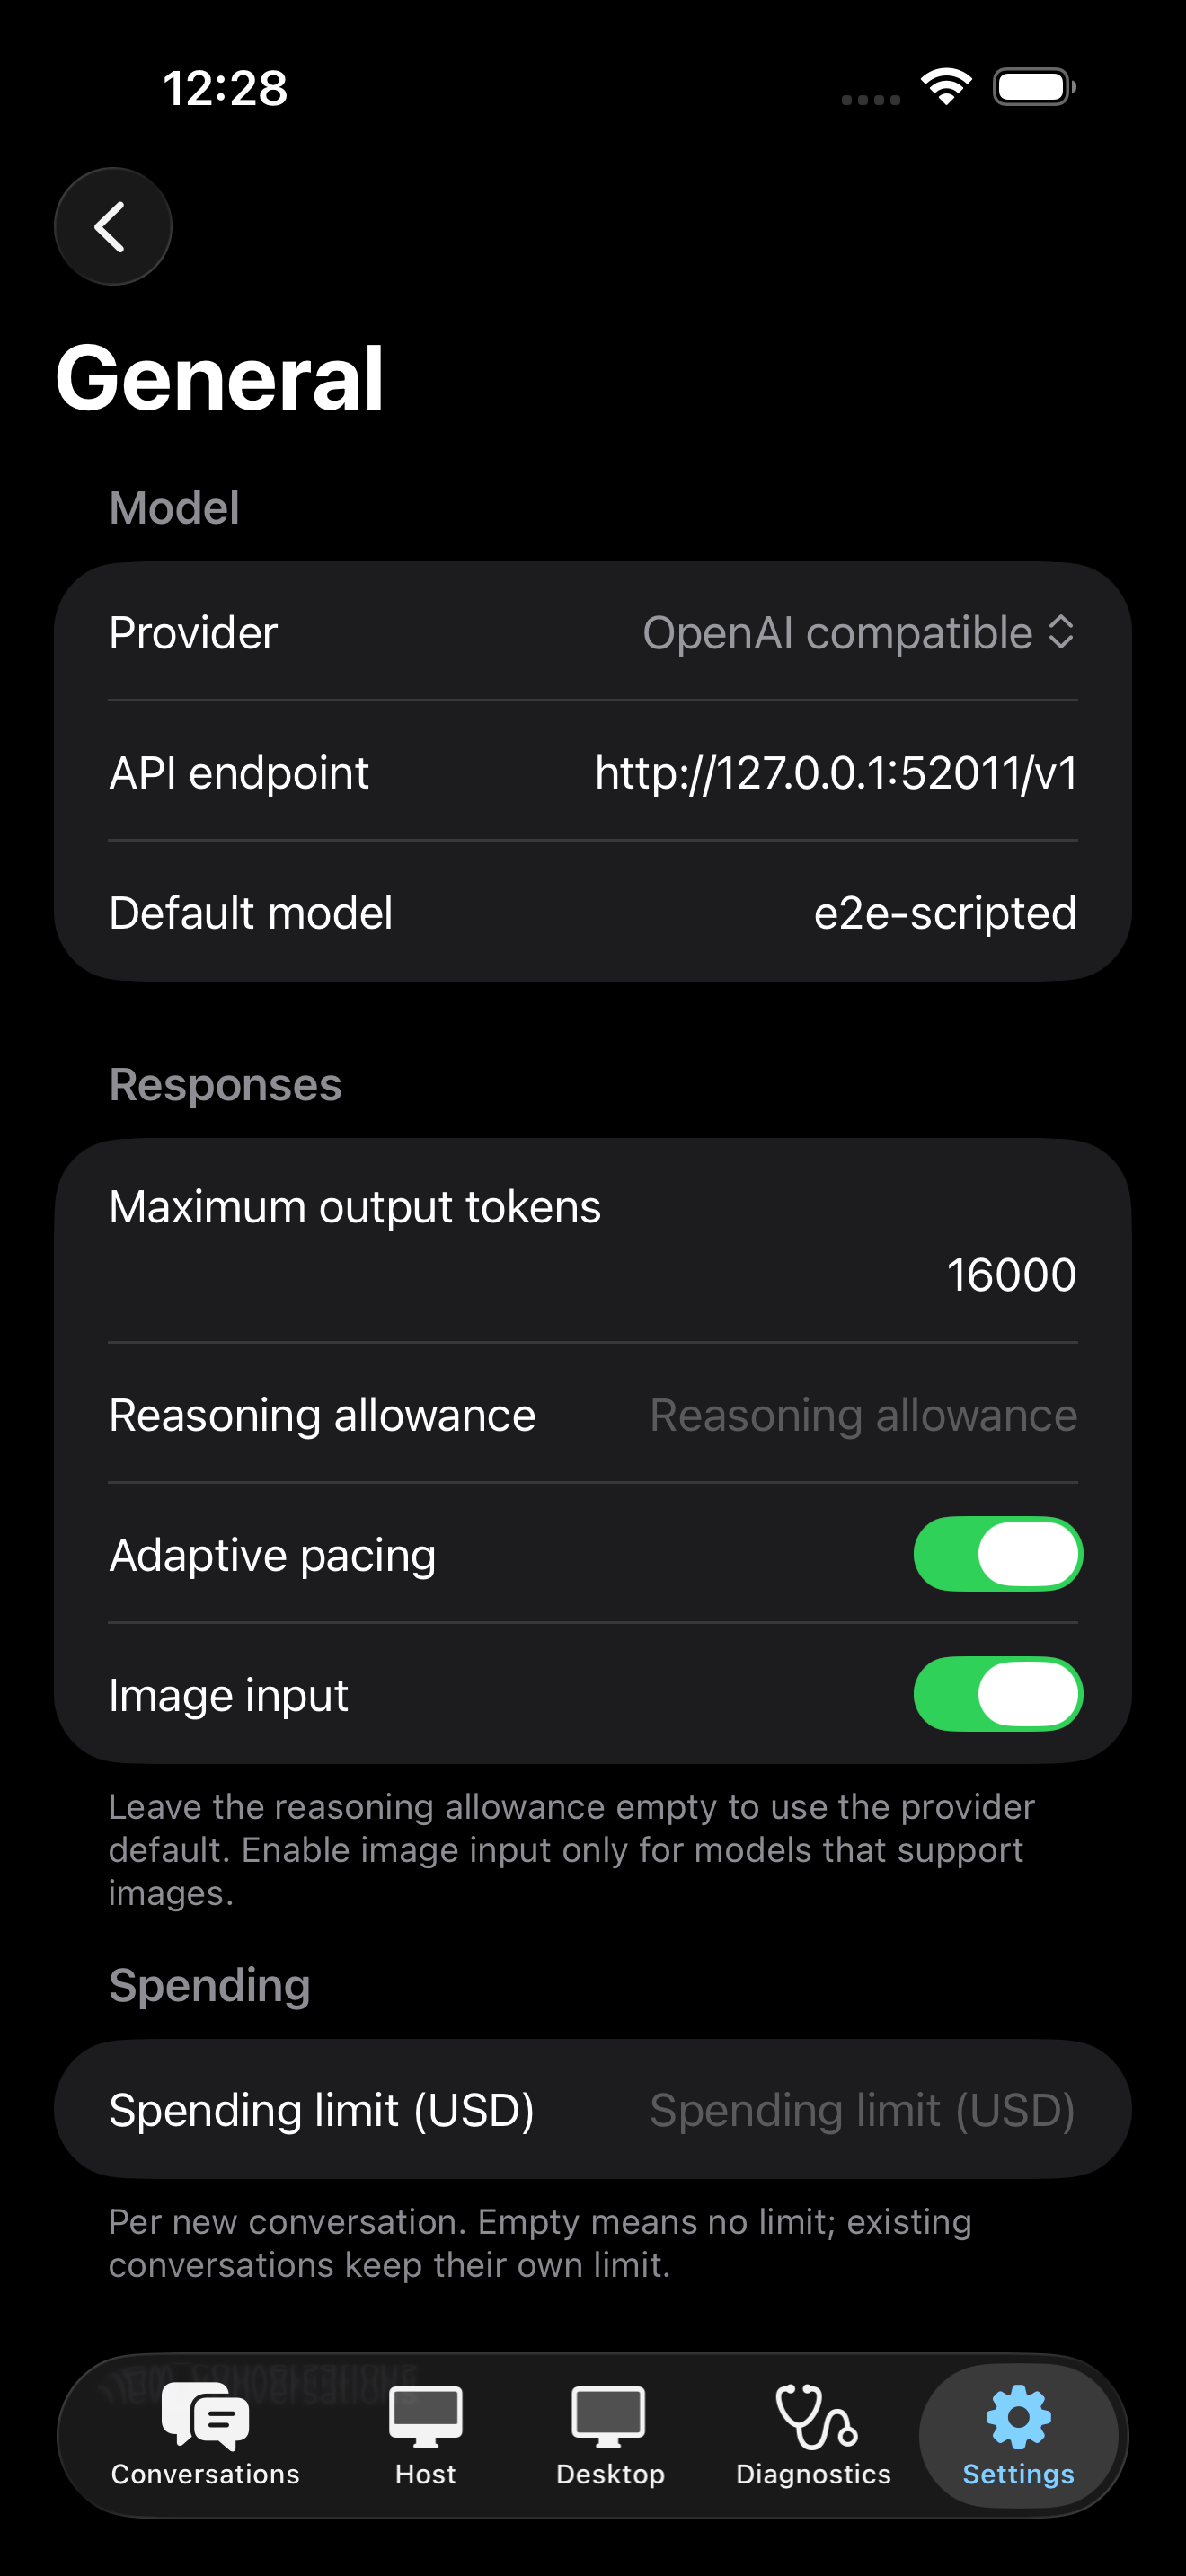 12:28
General
Model
Provider OpenAI compatible
API endpoint http://127.0.0.1:52011/v1
Default model e2e-scripted
Responses
Maximum output tokens
16000
Reasoning allowance Reasoning allowance
Adaptive pacing
Image input
Leave the reasoning allowance empty to use the provider
default. Enable image input only for models that support
images.
Spending
Spending limit (USD) Spending limit (USD)
Per new conversation. Empty means no limit; existing
conversations keep their own limit.
Conversations Host Desktop Diagnostics Settings